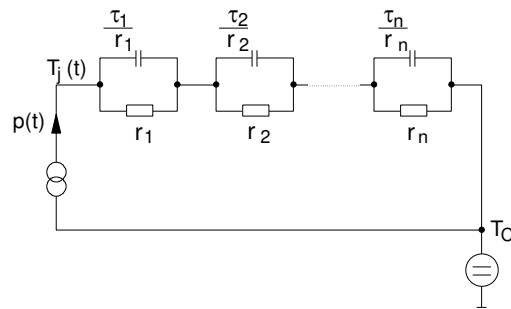 τ1/r1 τ2/r2 τn/rn
Tj (t)
r1 r2 rn
p(t)
TC